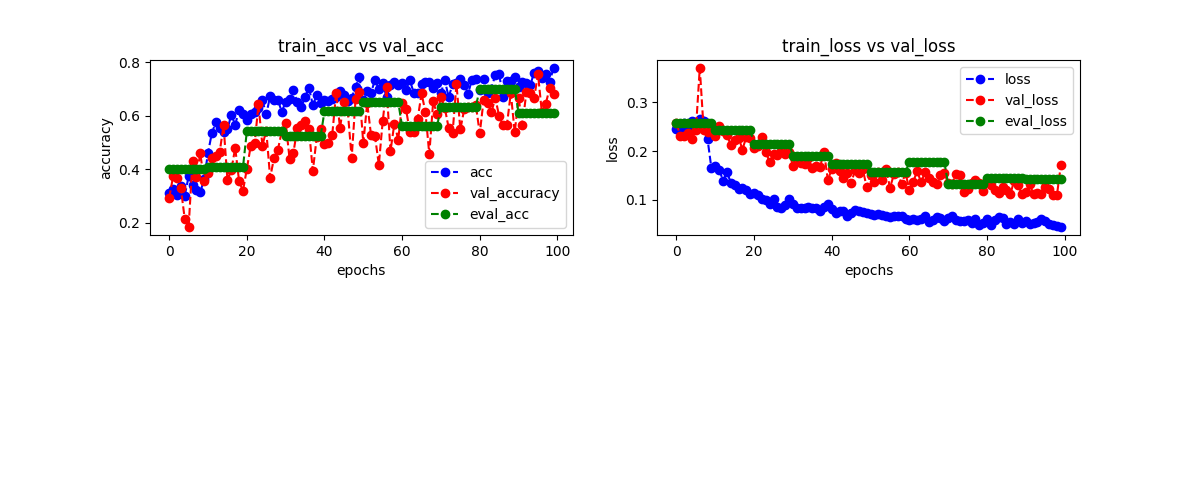 train_acc vs val_acc
0.8
0.6
0.4
0.2
accuracy
0 20 40 60 80 100
epochs
acc
val_accuracy
eval_acc
train_loss vs val_loss
0.3
0.2
0.1
loss
0 20 40 60 80 100
epochs
loss
val_loss
eval_loss